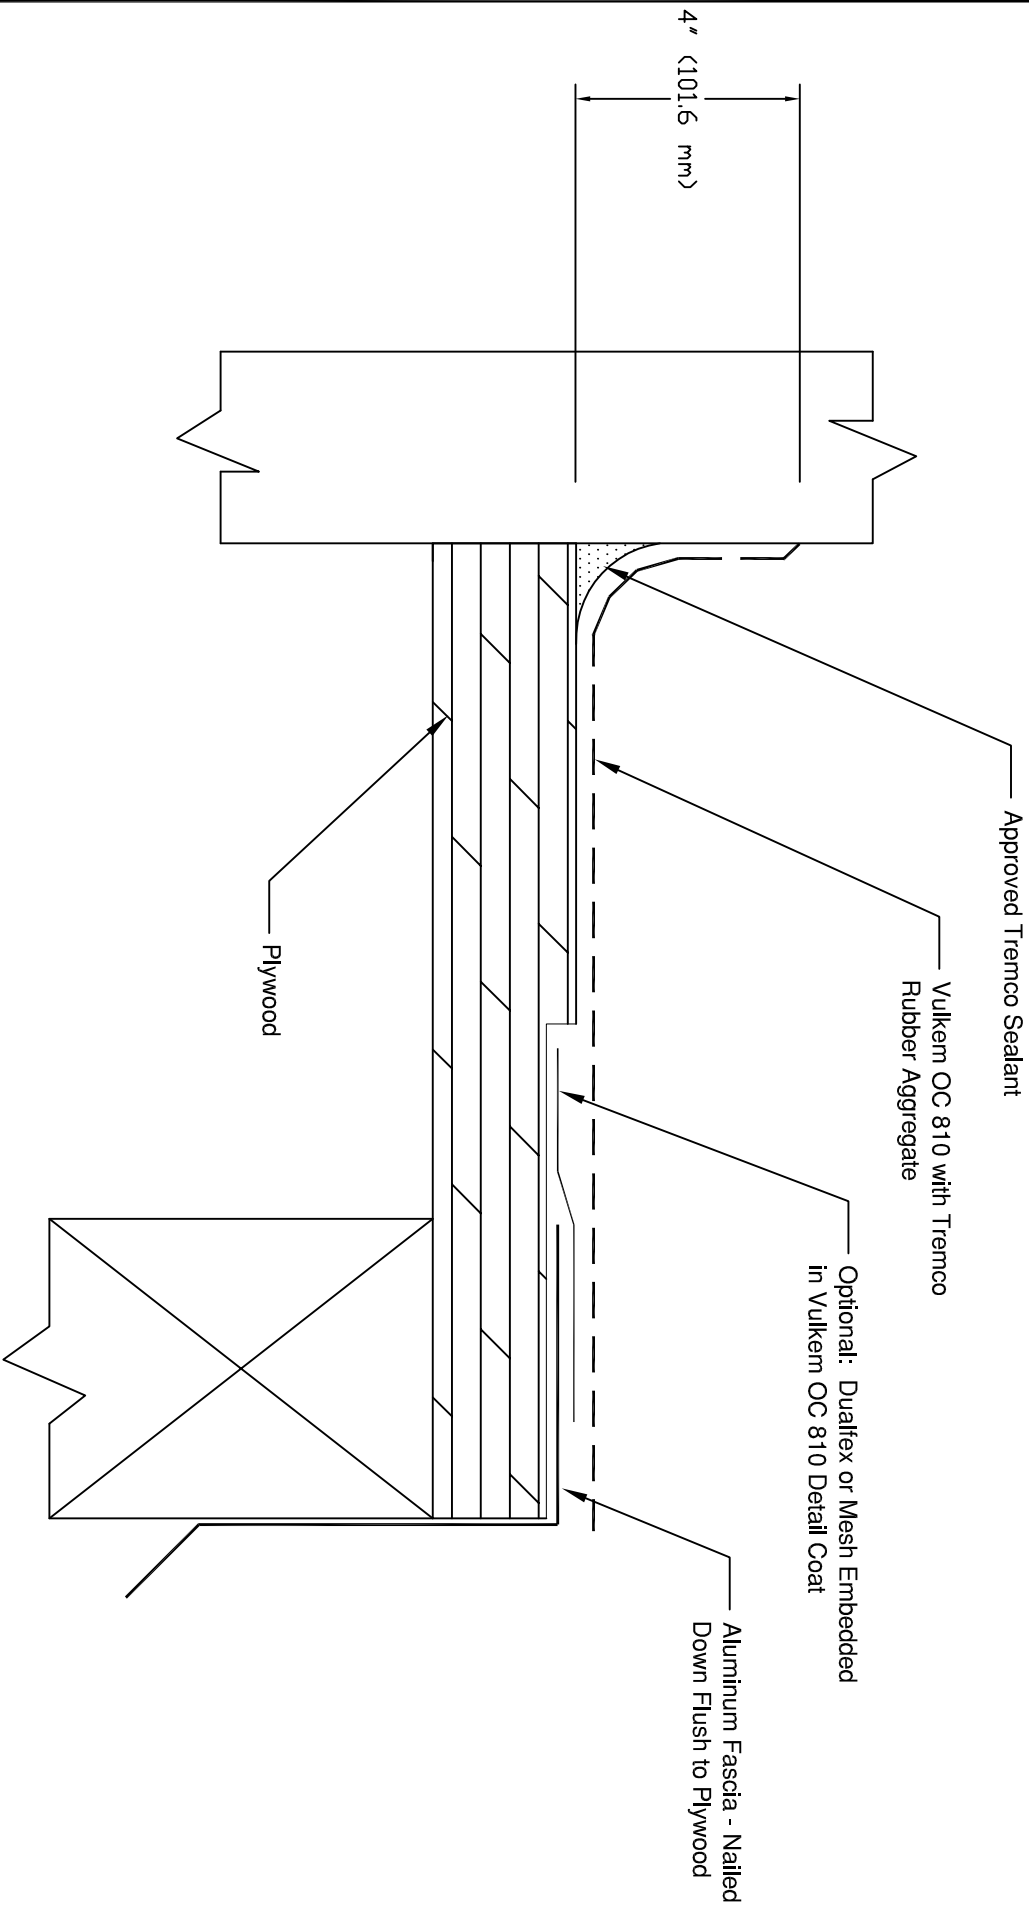 4" (101.6 mm)
Approved Tremco Sealant
Vulkem OC 810 with Tremco
Rubber Aggregate
Optional: Dualfex or Mesh Embedded
in Vulkem OC 810 Detail Coat
Aluminum Fascia - Nailed
Down Flush to Plywood
Plywood